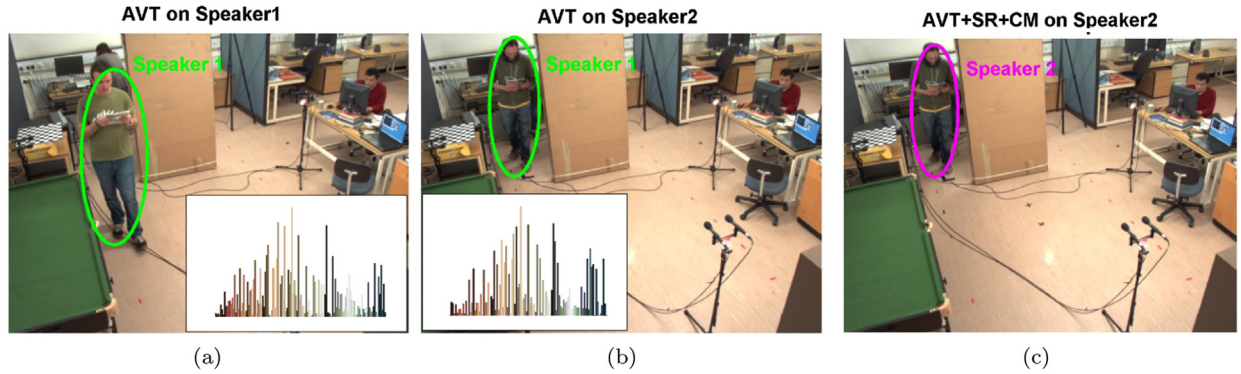 AVT on Speaker1
AVT on Speaker2
AVT+SR+CM on Speaker2
Speaker 1
Speaker 1
Speaker 2
(a)
(b)
(c)